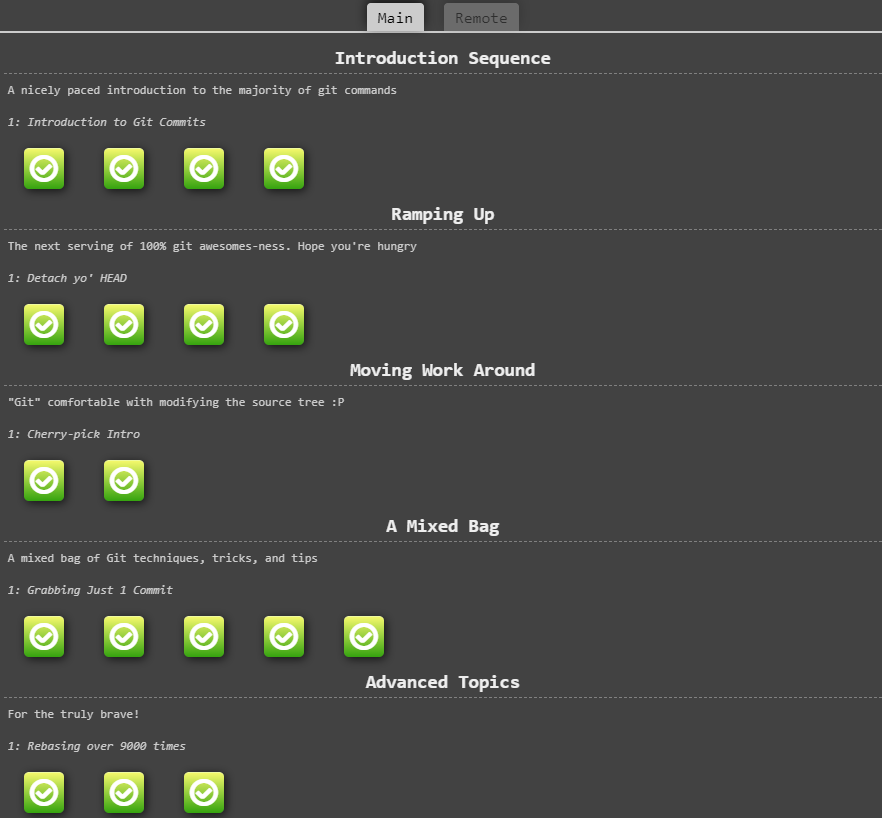 Main Remote
Introduction Sequence
A nicely paced introduction to the majority of git commands
1: Introduction to Git Commits
Ramping Up
The next serving of 100% git awesomes-ness. Hope you're hungry
1: Detach yo' HEAD
Moving Work Around
"Git" comfortable with modifying the source tree :P
1: Cherry-pick Intro
A Mixed Bag
A mixed bag of Git techniques, tricks, and tips
1: Grabbing Just 1 Commit
Advanced Topics
For the truly brave!
1: Rebasing over 9000 times